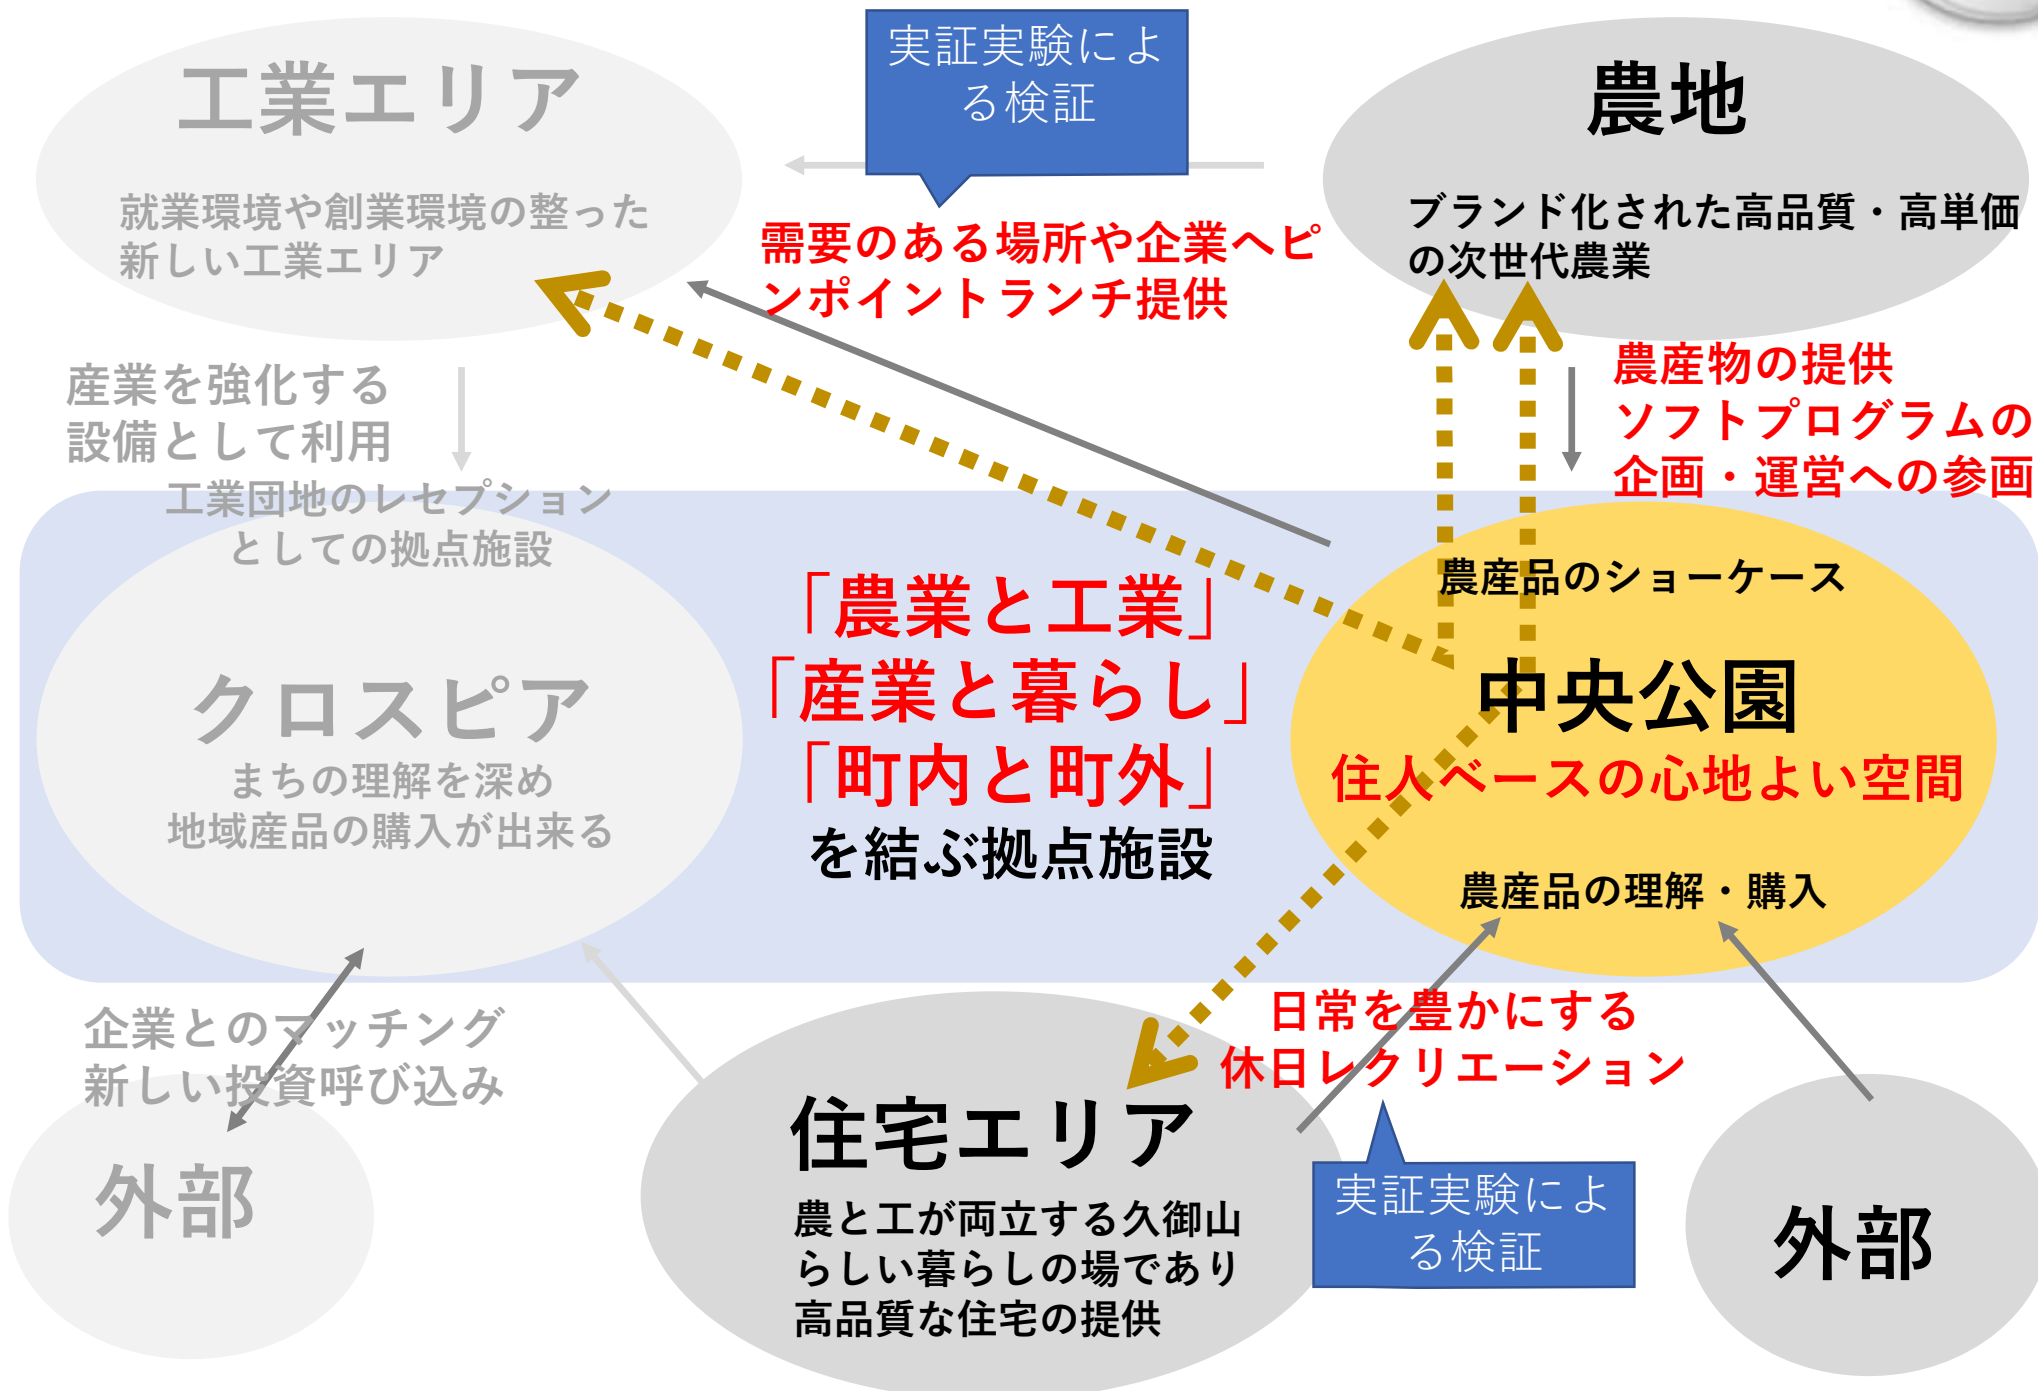 実証実験によ
る検証
工業エリア
就業環境や創業環境の整った
新しい工業エリア
農地
ブランド化された高品質・高単価
の次世代農業
需要のある場所や企業へピ
ンポイントランチ提供
産業を強化する
設備として利用
農産物の提供
ソフトプログラムの
企画・運営への参画
工業団地のレセプション
としての拠点施設
クロスピア
まちの理解を深め
地域産品の購入が出来る
「農業と工業」
「産業と暮らし」
「町内と町外」
を結ぶ拠点施設
農産品のショーケース
中央公園
住人ベースの心地よい空間
農産品の理解・購入
企業とのマッチング
新しい投資呼び込み
外部
日常を豊かにする
休日レクリエーション
住宅エリア
農と工が両立する久御山
らしい暮らしの場であり
高品質な住宅の提供
実証実験によ
る検証
外部